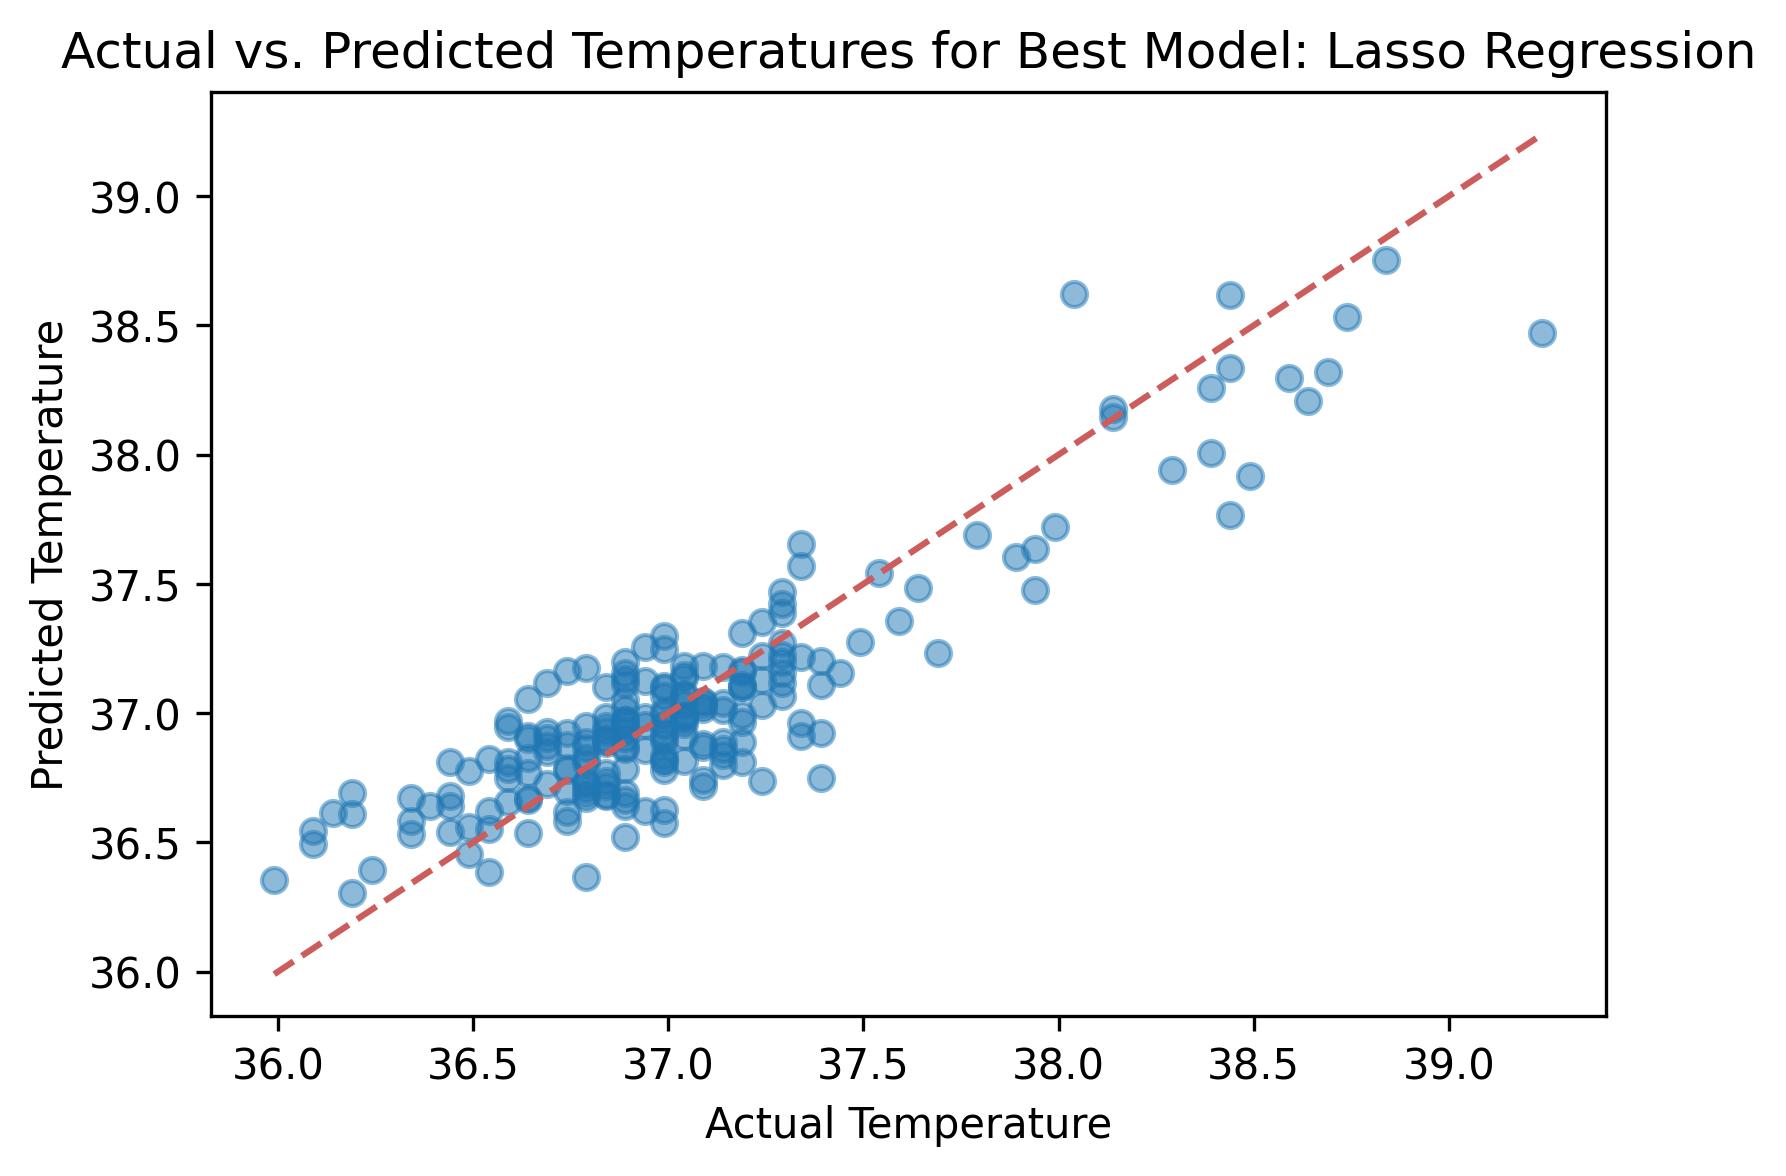 Actual vs. Predicted Temperatures for Best Model: Lasso Regression
Predicted Temperature
39.0
38.5
38.0
37.5
37.0
36.5
36.0
36.0 36.5 37.0 37.5 38.0 38.5 39.0
Actual Temperature